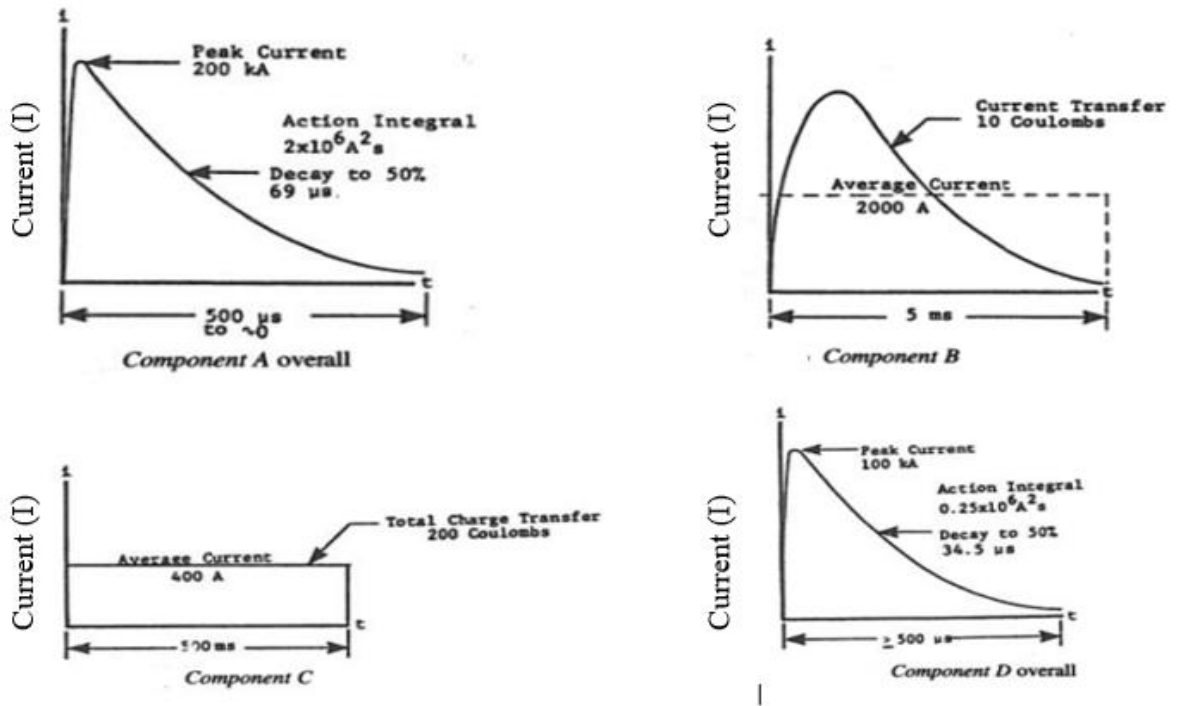 i
Current (I)
Peak Current
200 kA
Action Integral
2x10⁶A²s
Decay to 50%
69 µs.
t
500 µs
to ~0
Component A overall
i
Current (I)
Current Transfer
10 Coulombs
Average Current
2000 A
t
5 ms
Component B
i
Current (I)
Total Charge Transfer
200 Coulombs
Average Current
400 A
t
500 ms
Component C
i
Current (I)
Peak Current
100 kA
Action Integral
0.25x10⁶A²s
Decay to 50%
34.5 µs
t
≥ 500 µs
Component D overall